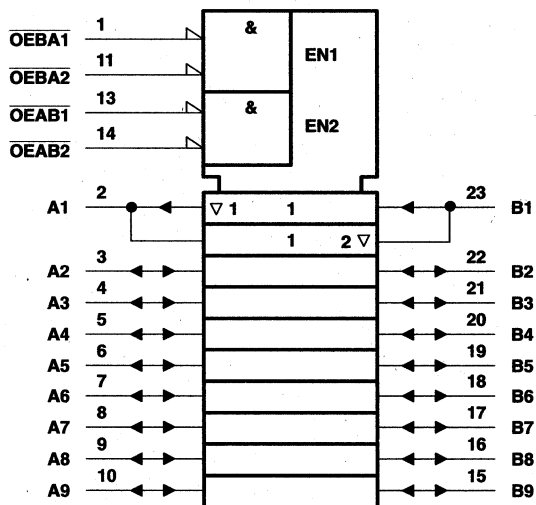 1
OEBA1
&
EN1
11
OEBA2
13
OEAB1
&
EN2
14
OEAB2
A1 2 ▽ 1 1 23 B1
1 2 ▽
A2 3 22 B2
A3 4 21 B3
A4 5 20 B4
A5 6 19 B5
A6 7 18 B6
A7 8 17 B7
A8 9 16 B8
A9 10 15 B9